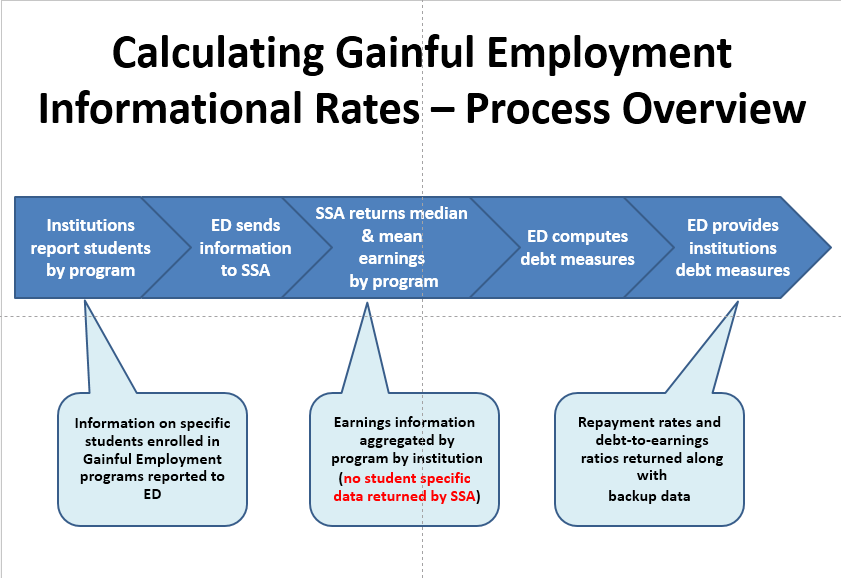 Calculating Gainful Employment
Informational Rates – Process Overview
Institutions
report students
by program
ED sends
information
to SSA
SSA returns median
& mean
earnings
by program
ED computes
debt measures
ED provides
institutions
debt measures
Information on specific
students enrolled in
Gainful Employment
programs reported to
ED
Earnings information
aggregated by
program by institution
(no student specific
data returned by SSA)
Repayment rates and
debt-to-earnings
ratios returned along
with
backup data